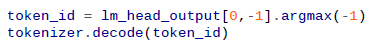 token_id = lm_head_output[0,-1].argmax(-1)
tokenizer.decode(token_id)